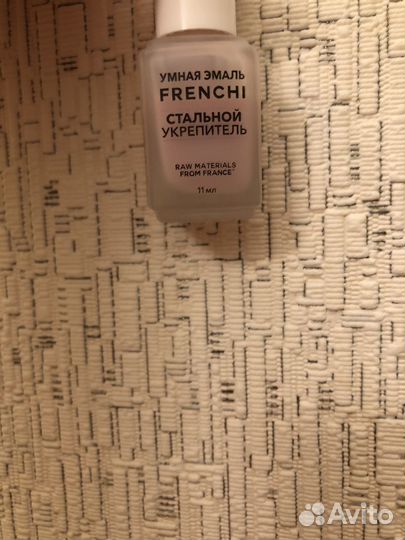 УМНАЯ ЭМАЛЬ
FRENCHI
СТАЛЬНОЙ
УКРЕПИТЕЛЬ
RAW MATERIALS
FROM FRANCE
11 МЛ
Avito